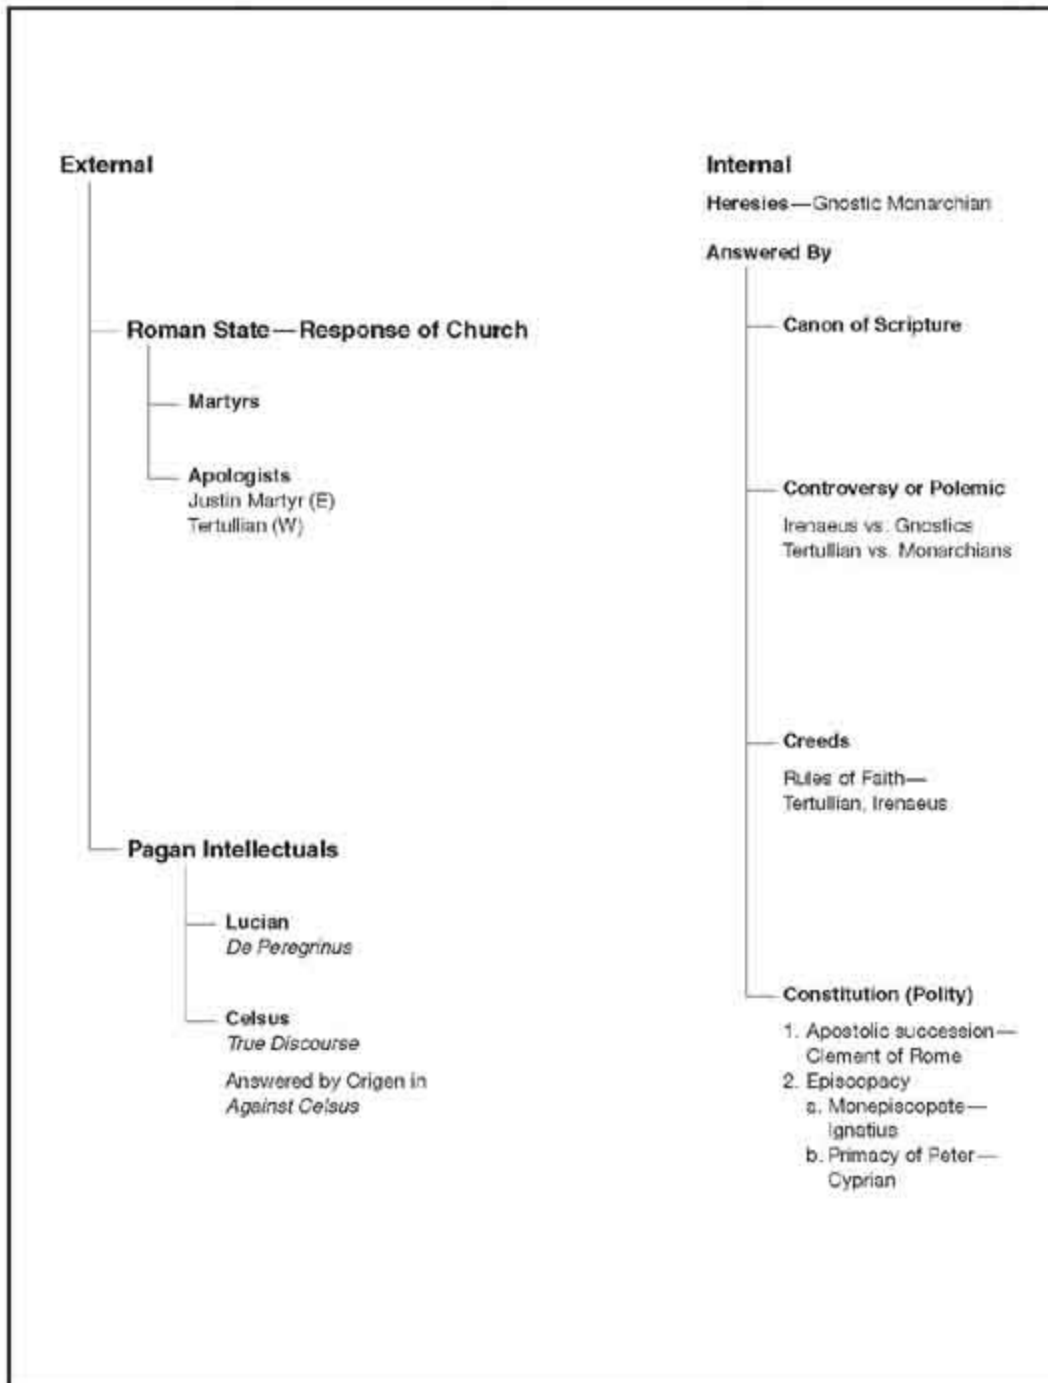 External
Roman State—Response of Church
Martyrs
Apologists
Justin Martyr (E)
Tertullian (W)
Pagan Intellectuals
Lucian
De Peregrinus
Celsus
True Discourse
Answered by Origen in
Against Celsus
Internal
Heresies—Gnostic Monarchian
Answered By
Canon of Scripture
Controversy or Polemic
Irenaeus vs. Gnostics
Tertullian vs. Monarchians
Creeds
Rules of Faith—
Tertullian, Irenaeus
Constitution (Polity)
1. Apostolic succession—
Clement of Rome
2. Episcopacy
a. Monepiscopate—
Ignatius
b. Primacy of Peter—
Cyprian